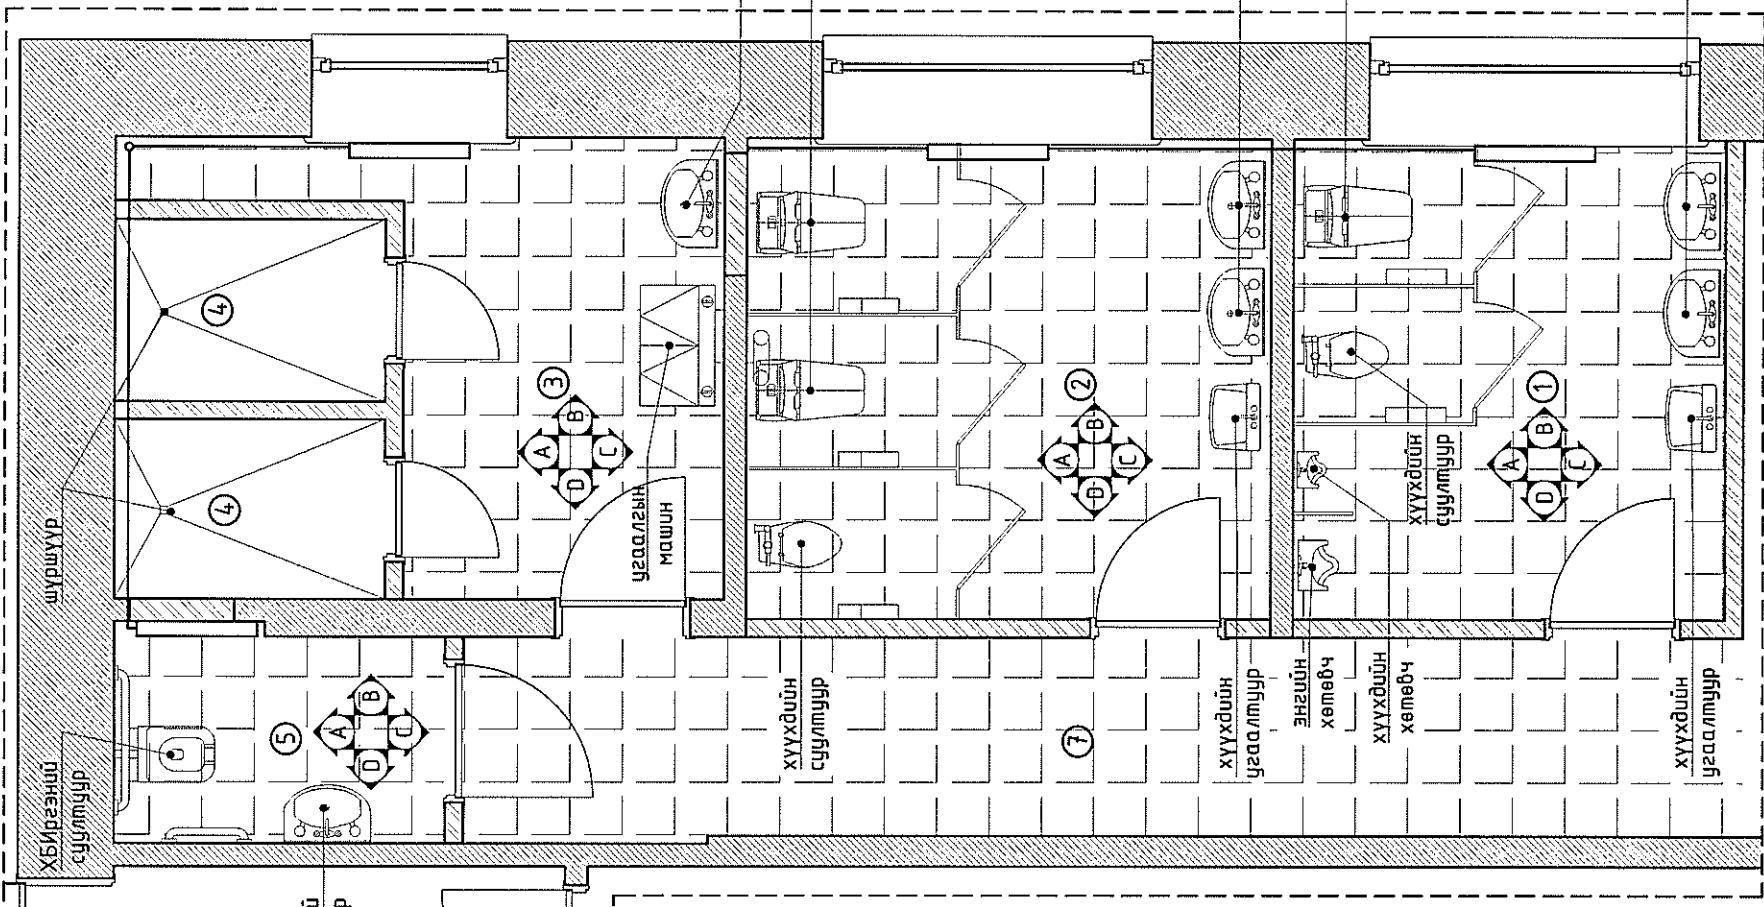 шүршүүр
4
4
3
A
B
C
D
угаалгын
машин
ХБИргэний
суултуур
5
A
B
C
D
2
A
B
C
D
хүүхдийн
суултуур
7
хүүхдийн
угаалтуур
1
A
B
C
D
хүүхдийн
суултуур
энгийн
хөтөвч
хүүхдийн
хөтөвч
хүүхдийн
угаалтуур
й
р